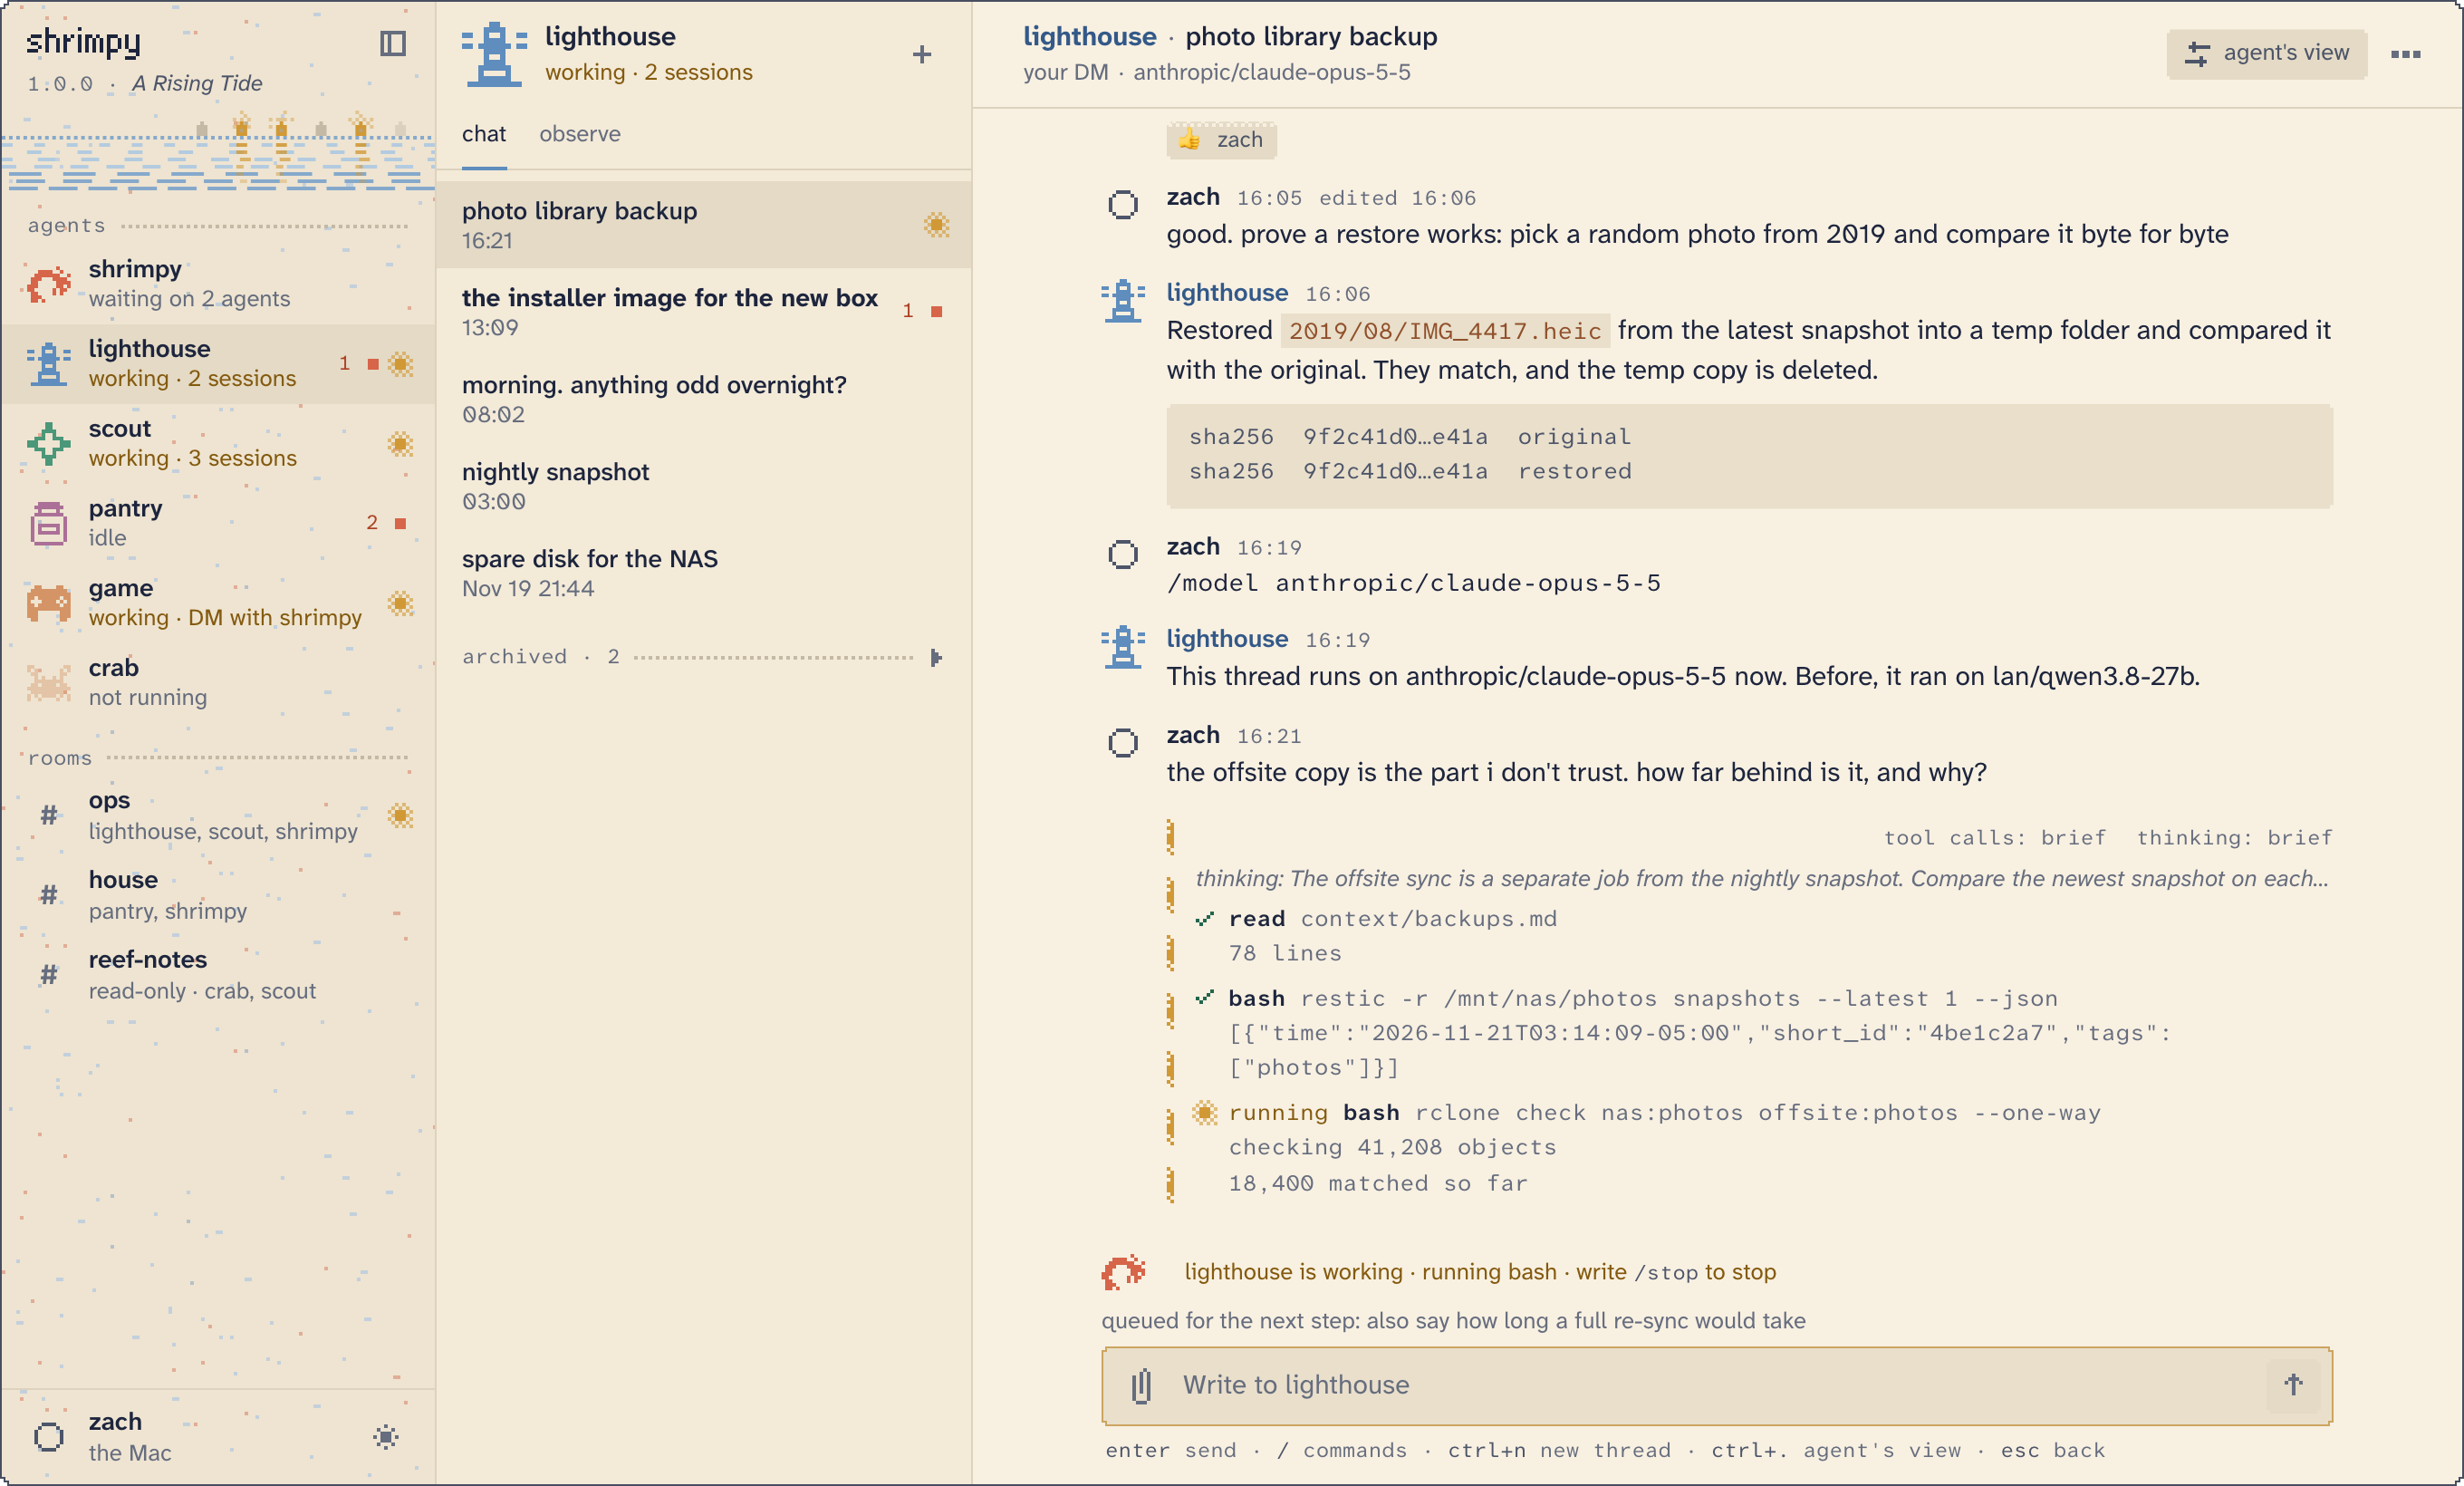 shrimpy
1.0.0 · A Rising Tide
agents
shrimpy
waiting on 2 agents
lighthouse
working · 2 sessions
1
scout
working · 3 sessions
pantry
idle
2
game
working · DM with shrimpy
crab
not running
rooms
# ops
lighthouse, scout, shrimpy
# house
pantry, shrimpy
# reef-notes
read-only · crab, scout
zach
the Mac
lighthouse
working · 2 sessions
+
chat observe
photo library backup
16:21
the installer image for the new box
13:09
1
morning. anything odd overnight?
08:02
nightly snapshot
03:00
spare disk for the NAS
Nov 19 21:44
archived · 2
lighthouse · photo library backup
your DM · anthropic/claude-opus-5-5
agent's view
👍 zach
zach 16:05 edited 16:06
good. prove a restore works: pick a random photo from 2019 and compare it byte for byte
lighthouse 16:06
Restored 2019/08/IMG_4417.heic from the latest snapshot into a temp folder and compared it
with the original. They match, and the temp copy is deleted.
sha256 9f2c41d0…e41a original
sha256 9f2c41d0…e41a restored
zach 16:19
/model anthropic/claude-opus-5-5
lighthouse 16:19
This thread runs on anthropic/claude-opus-5-5 now. Before, it ran on lan/qwen3.8-27b.
zach 16:21
the offsite copy is the part i don't trust. how far behind is it, and why?
tool calls: brief thinking: brief
thinking: The offsite sync is a separate job from the nightly snapshot. Compare the newest snapshot on each…
read context/backups.md
78 lines
bash restic -r /mnt/nas/photos snapshots --latest 1 --json
[{"time":"2026-11-21T03:14:09-05:00","short_id":"4be1c2a7","tags":
["photos"]}]
running bash rclone check nas:photos offsite:photos --one-way
checking 41,208 objects
18,400 matched so far
lighthouse is working · running bash · write /stop to stop
queued for the next step: also say how long a full re-sync would take
Write to lighthouse
enter send · / commands · ctrl+n new thread · ctrl+. agent's view · esc back